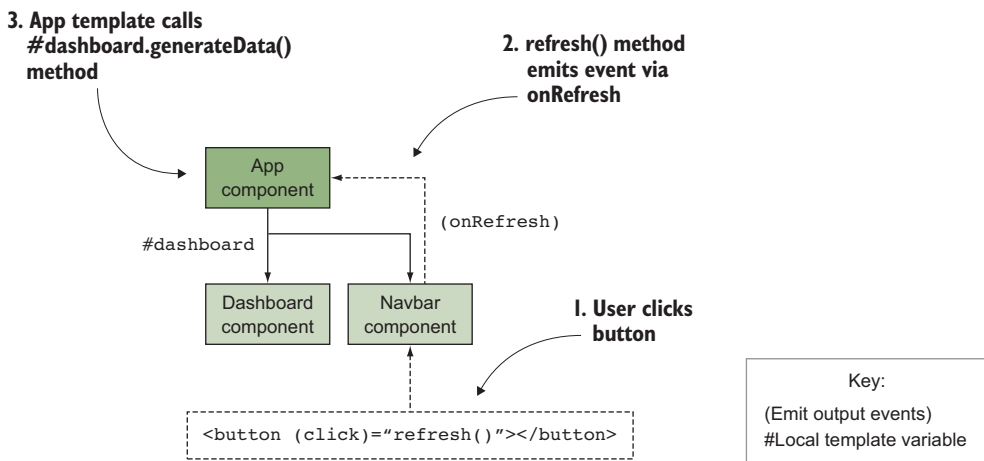 3. App template calls
#dashboard.generateData()
method
2. refresh() method
emits event via
onRefresh
App
component
(onRefresh)
#dashboard
Dashboard
component
Navbar
component
1. User clicks
button
<button (click)=“refresh()”></button>
Key:
(Emit output events)
#Local template variable